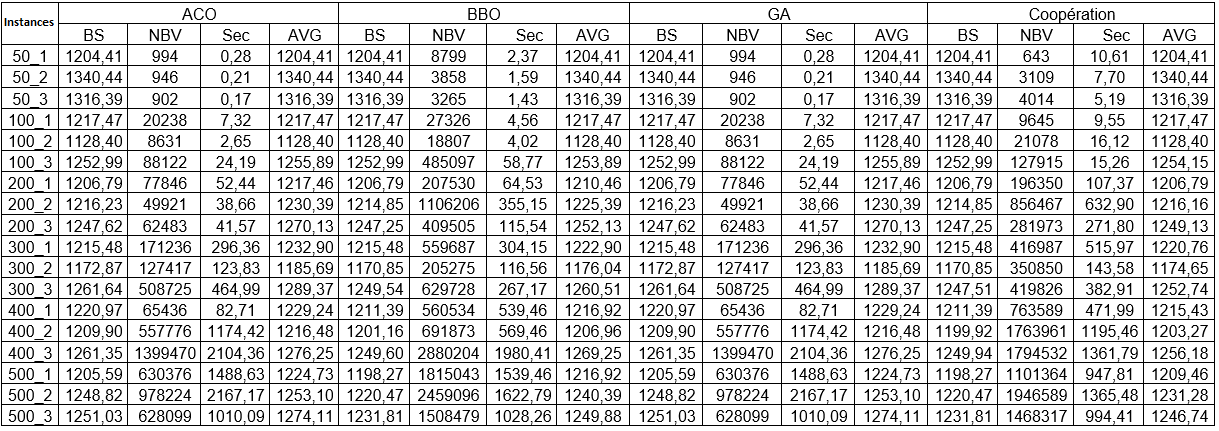 Instances ACO BBO GA Coopération
BS NBV Sec AVG BS NBV Sec AVG BS NBV Sec AVG BS NBV Sec AVG
50_1 1204,41 994 0,28 1204,41 1204,41 8799 2,37 1204,41 1204,41 994 0,28 1204,41 1204,41 643 10,61 1204,41
50_2 1340,44 946 0,21 1340,44 1340,44 3858 1,59 1340,44 1340,44 946 0,21 1340,44 1340,44 3109 7,70 1340,44
50_3 1316,39 902 0,17 1316,39 1316,39 3265 1,43 1316,39 1316,39 902 0,17 1316,39 1316,39 4014 5,19 1316,39
100_1 1217,47 20238 7,32 1217,47 1217,47 27326 4,56 1217,47 1217,47 20238 7,32 1217,47 1217,47 9645 9,55 1217,47
100_2 1128,40 8631 2,65 1128,40 1128,40 18807 4,02 1128,40 1128,40 8631 2,65 1128,40 1128,40 21078 16,12 1128,40
100_3 1252,99 88122 24,19 1255,89 1252,99 485097 58,77 1253,89 1252,99 88122 24,19 1255,89 1252,99 127915 15,26 1254,15
200_1 1206,79 77846 52,44 1217,46 1206,79 207530 64,53 1210,46 1206,79 77846 52,44 1217,46 1206,79 196350 107,37 1206,79
200_2 1216,23 49921 38,66 1230,39 1214,85 1106206 355,15 1225,39 1216,23 49921 38,66 1230,39 1214,85 856467 632,90 1216,16
200_3 1247,62 62483 41,57 1270,13 1247,25 409505 115,54 1252,13 1247,62 62483 41,57 1270,13 1247,25 281973 271,80 1249,13
300_1 1215,48 171236 296,36 1232,90 1215,48 559687 304,15 1222,90 1215,48 171236 296,36 1232,90 1215,48 416987 515,97 1220,76
300_2 1172,87 127417 123,83 1185,69 1170,85 205275 116,56 1176,04 1172,87 127417 123,83 1185,69 1170,85 350850 143,58 1174,65
300_3 1261,64 508725 464,99 1289,37 1249,54 629728 267,17 1260,51 1261,64 508725 464,99 1289,37 1247,51 419826 382,91 1252,74
400_1 1220,97 65436 82,71 1229,24 1211,39 560534 539,46 1216,92 1220,97 65436 82,71 1229,24 1211,39 763589 471,99 1215,43
400_2 1209,90 557776 1174,42 1216,48 1201,16 691873 569,46 1206,96 1209,90 557776 1174,42 1216,48 1199,92 1763961 1195,46 1203,27
400_3 1261,35 1399470 2104,36 1276,25 1249,60 2880204 1980,41 1269,25 1261,35 1399470 2104,36 1276,25 1249,94 1794532 1361,79 1256,18
500_1 1205,59 630376 1488,63 1224,73 1198,27 1815043 1539,46 1216,92 1205,59 630376 1488,63 1224,73 1198,27 1101364 947,81 1209,46
500_2 1248,82 978224 2167,17 1253,10 1220,47 2459096 1622,79 1240,39 1248,82 978224 2167,17 1253,10 1220,47 1946589 1365,48 1231,28
500_3 1251,03 628099 1010,09 1274,11 1231,81 1508479 1028,26 1249,88 1251,03 628099 1010,09 1274,11 1231,81 1468317 994,41 1246,74